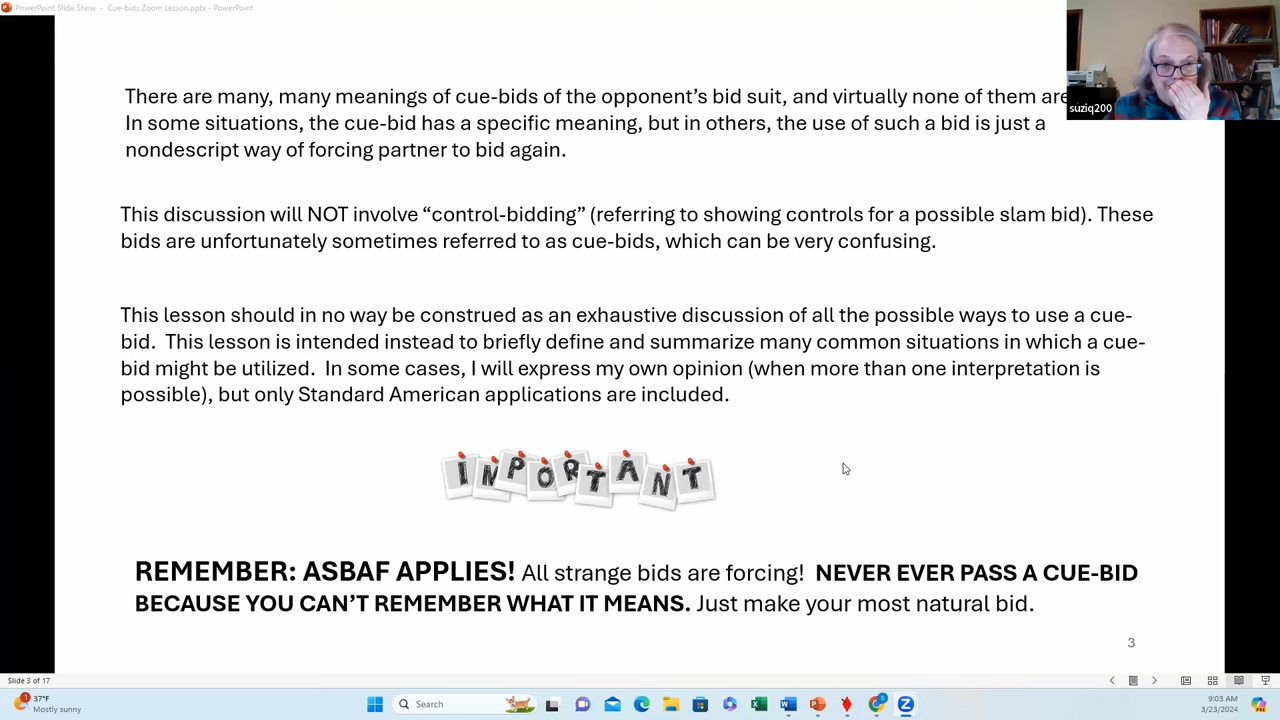 PowerPoint Slide Show - Cue-bids Zoom Lesson.pptx - PowerPoint
suziq200
There are many, many meanings of cue-bids of the opponent's bid suit, and virtually none of them are
In some situations, the cue-bid has a specific meaning, but in others, the use of such a bid is just a
nondescript way of forcing partner to bid again.
This discussion will NOT involve “control-bidding” (referring to showing controls for a possible slam bid). These
bids are unfortunately sometimes referred to as cue-bids, which can be very confusing.
This lesson should in no way be construed as an exhaustive discussion of all the possible ways to use a cue-
bid.  This lesson is intended instead to briefly define and summarize many common situations in which a cue-
bid might be utilized.  In some cases, I will express my own opinion (when more than one interpretation is
possible), but only Standard American applications are included.
IMPORTANT
REMEMBER: ASBAF APPLIES! All strange bids are forcing!  NEVER EVER PASS A CUE-BID
BECAUSE YOU CAN’T REMEMBER WHAT IT MEANS. Just make your most natural bid.
3
Slide 3 of 17
37°F
Mostly sunny
Search
9:03 AM
3/23/2024